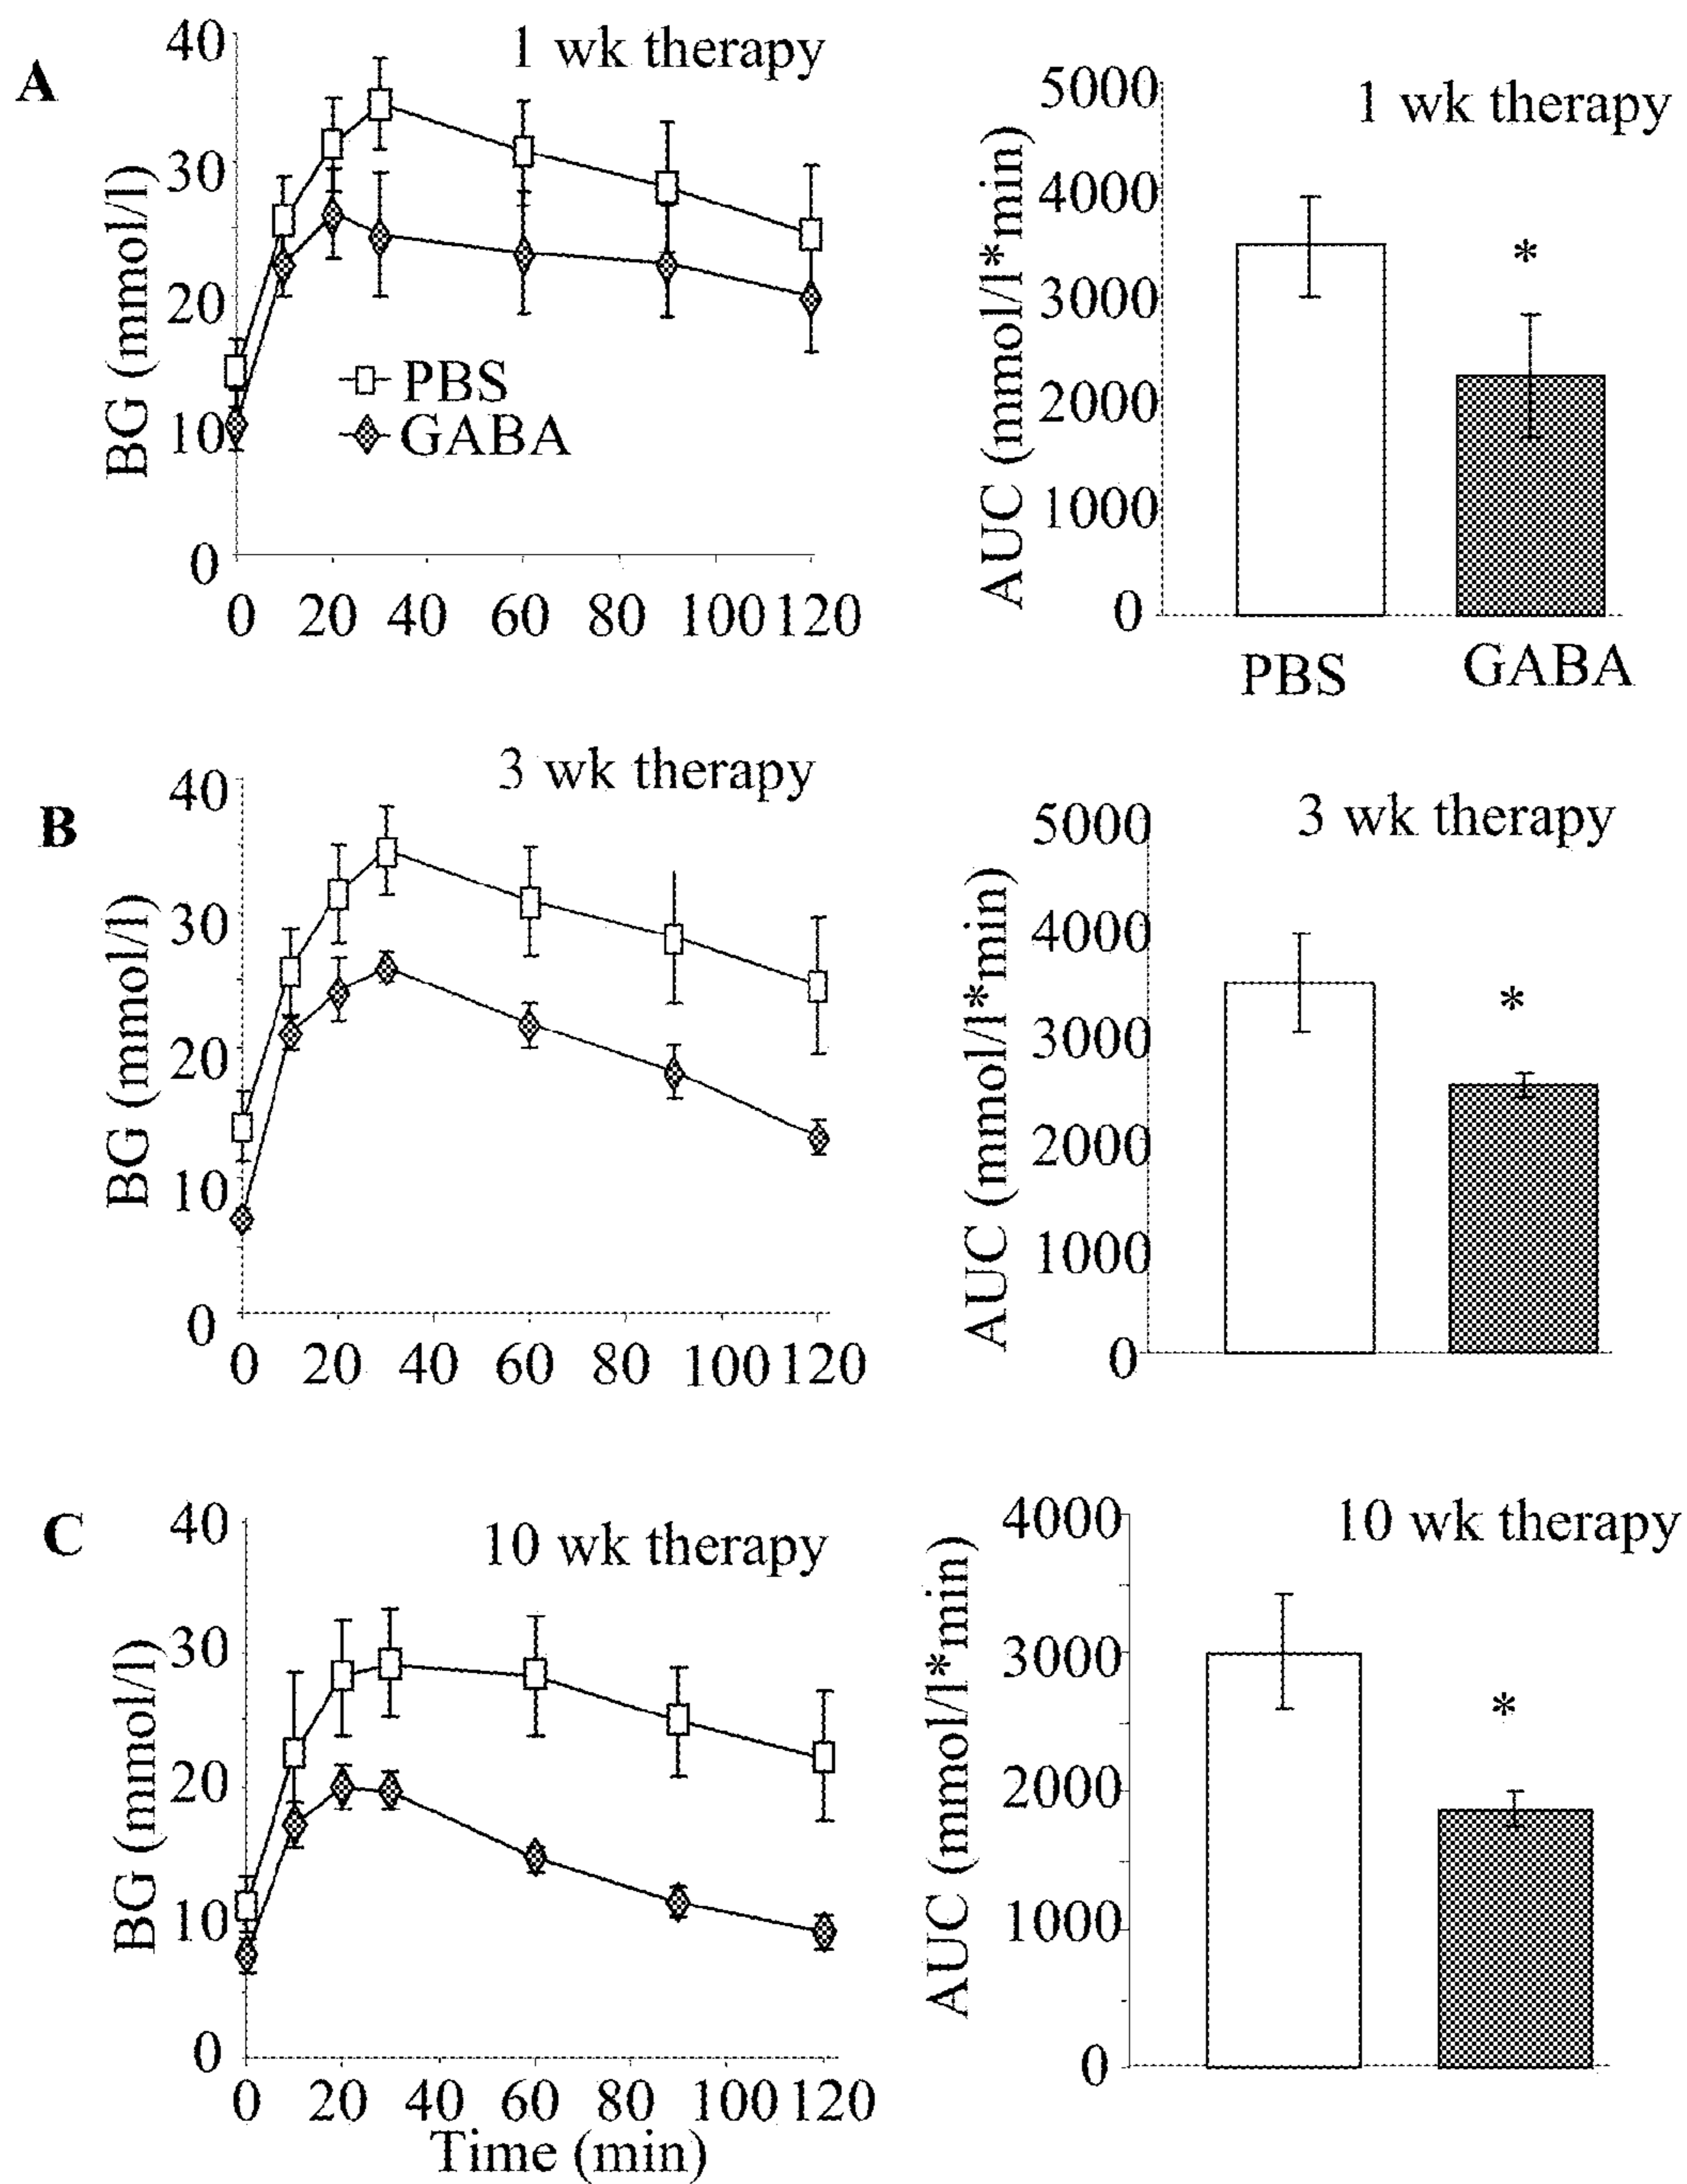 A
1 wk therapy
BG (mmol/l)
40
30
20
10
0
PBS
GABA
0 20 40 60 80 100 120
1 wk therapy
AUC (mmol/l*min)
5000
4000
3000
2000
1000
0
*
PBS GABA
B
3 wk therapy
BG (mmol/l)
40
30
20
10
0
0 20 40 60 80 100 120
3 wk therapy
AUC (mmol/l*min)
5000
4000
3000
2000
1000
0
*
C
10 wk therapy
BG (mmol/l)
40
30
20
10
0
0 20 40 60 80 100 120
Time (min)
10 wk therapy
AUC (mmol/l*min)
4000
3000
2000
1000
0
*